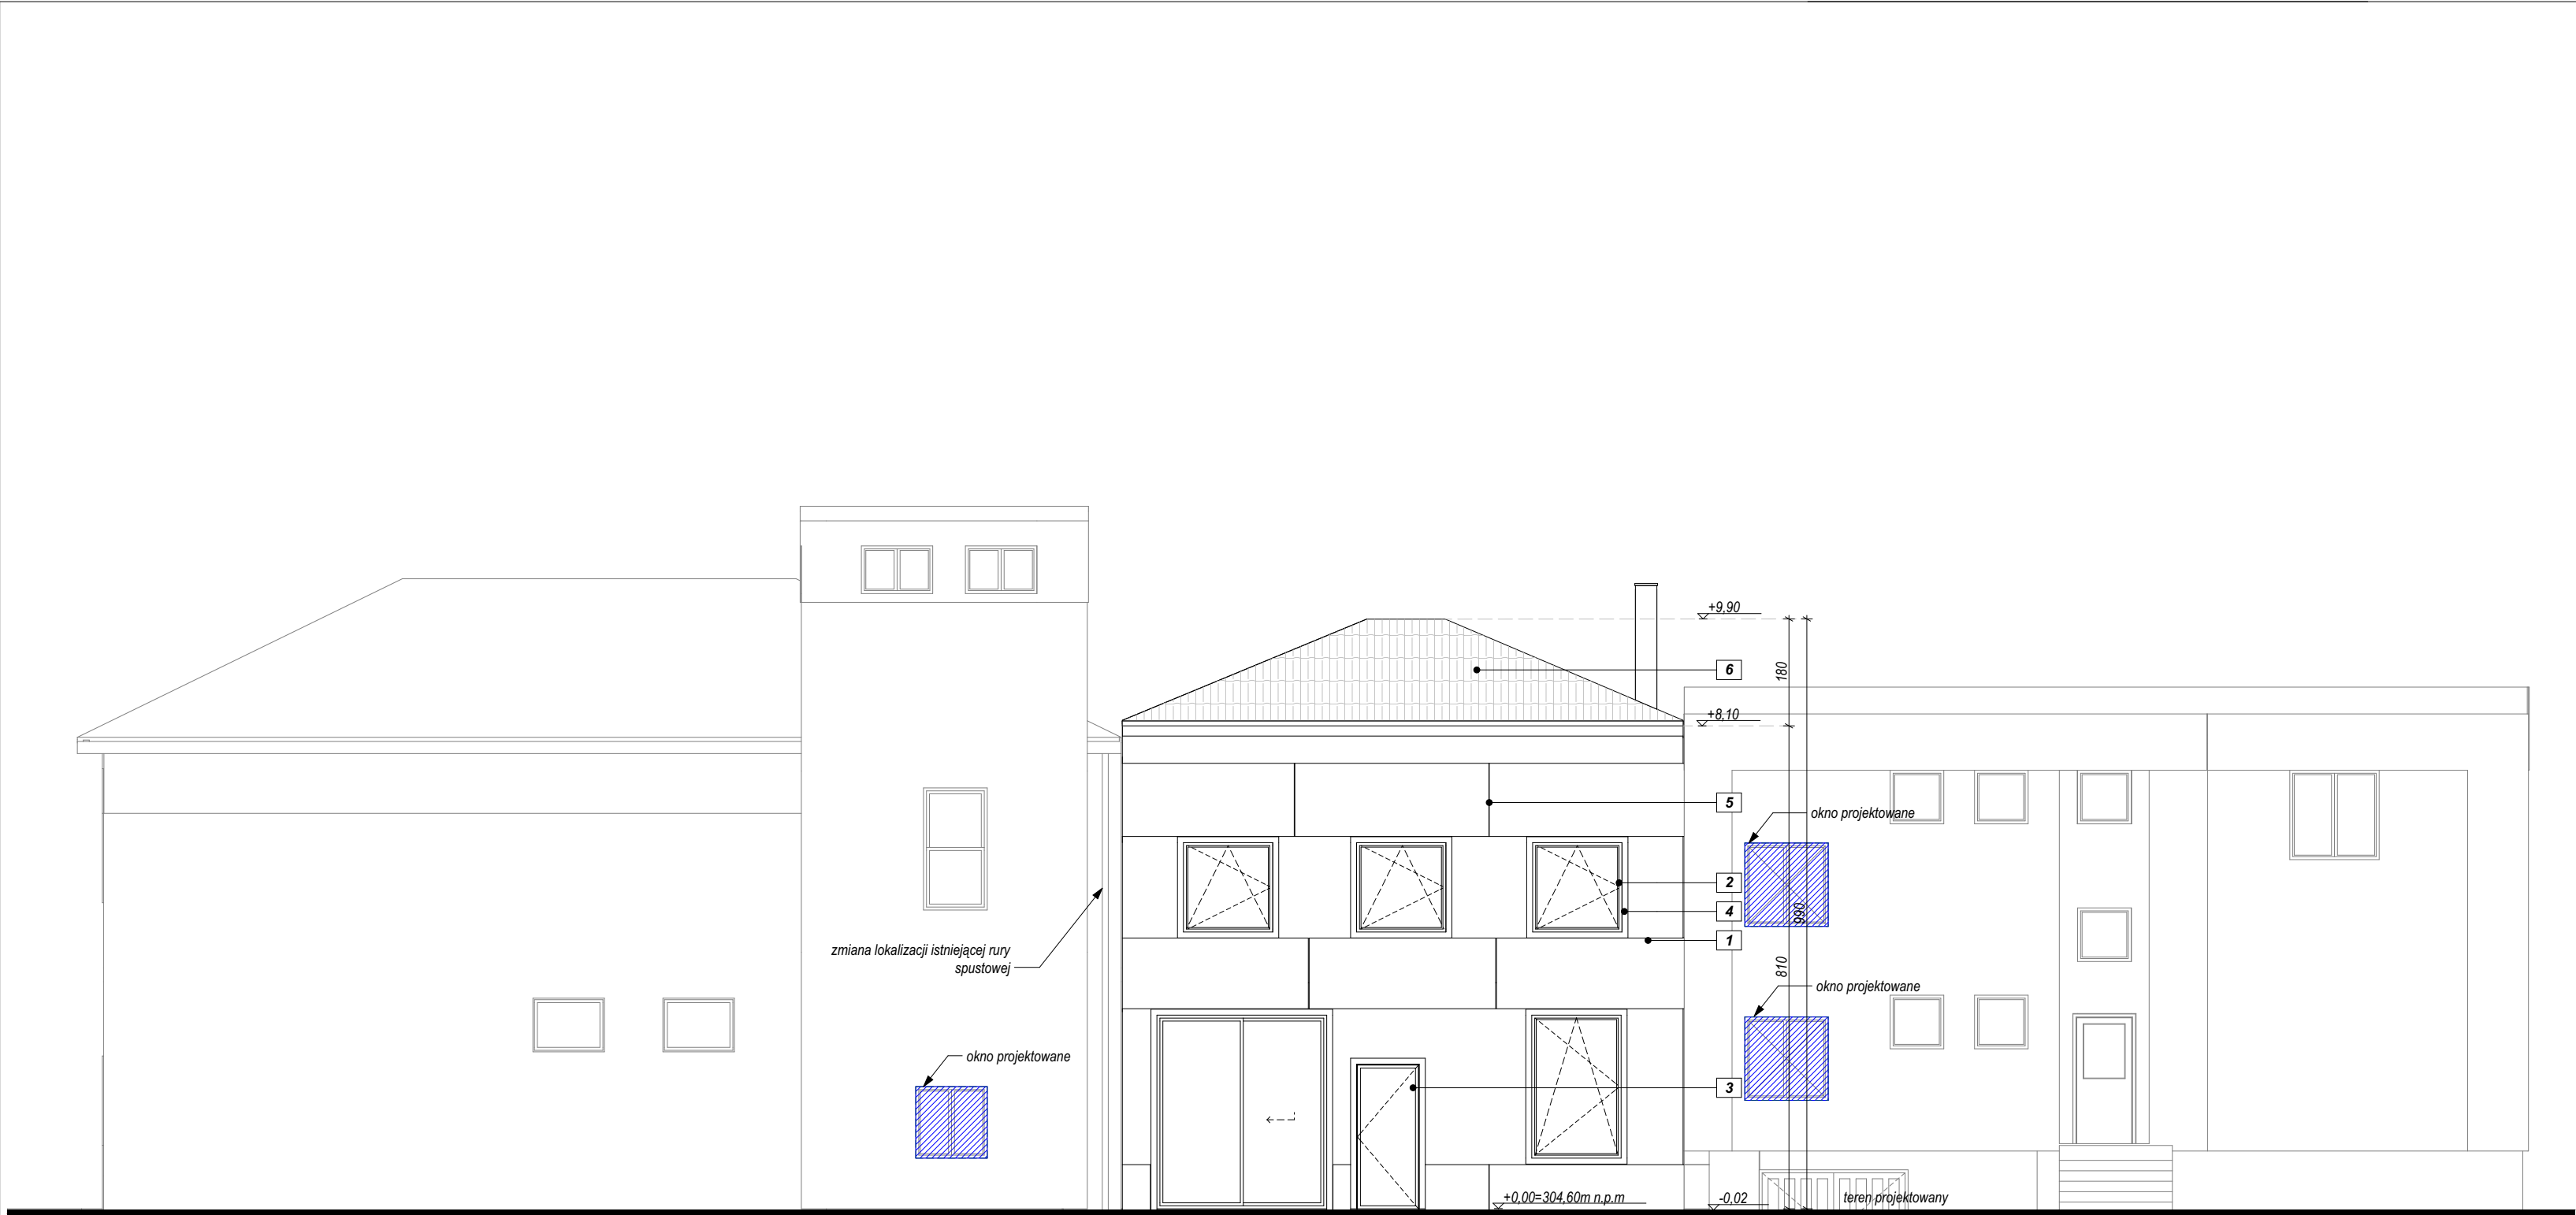 +9,90
180
6
+8,10
5
okno projektowane
2
4
990
1
zmiana lokalizacji istniejącej rury
spustowej
810
okno projektowane
okno projektowane
3
+0,00=304,60m n.p.m
-0,02
teren projektowany